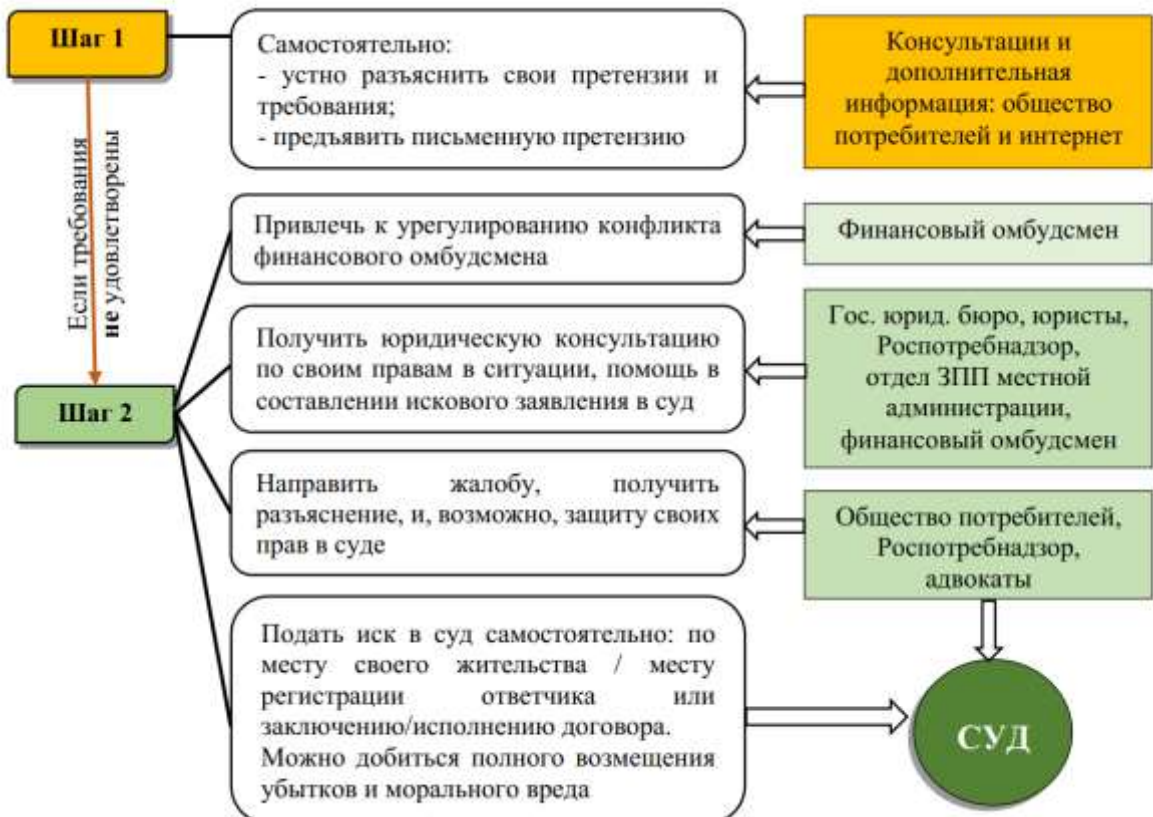 Шаг 1
Самостоятельно:
- устно разъяснить свои претензии и
требования;
- предъявить письменную претензию
Консультации и
дополнительная
информация: общество
потребителей и интернет
Если требования
не удовлетворены
Шаг 2
Привлечь к урегулированию конфликта
финансового омбудсмена
Финансовый омбудсмен
Получить юридическую консультацию
по своим правам в ситуации, помощь в
составлении искового заявления в суд
Гос. юрид. бюро, юристы,
Роспотребнадзор,
отдел ЗПП местной
администрации,
финансовый омбудсмен
Направить жалобу, получить
разъяснение, и, возможно, защиту своих
прав в суде
Общество потребителей,
Роспотребнадзор,
адвокаты
Подать иск в суд самостоятельно: по
месту своего жительства / месту
регистрации ответчика или
заключению/исполнению договора.
Можно добиться полного возмещения
убытков и морального вреда
СУД